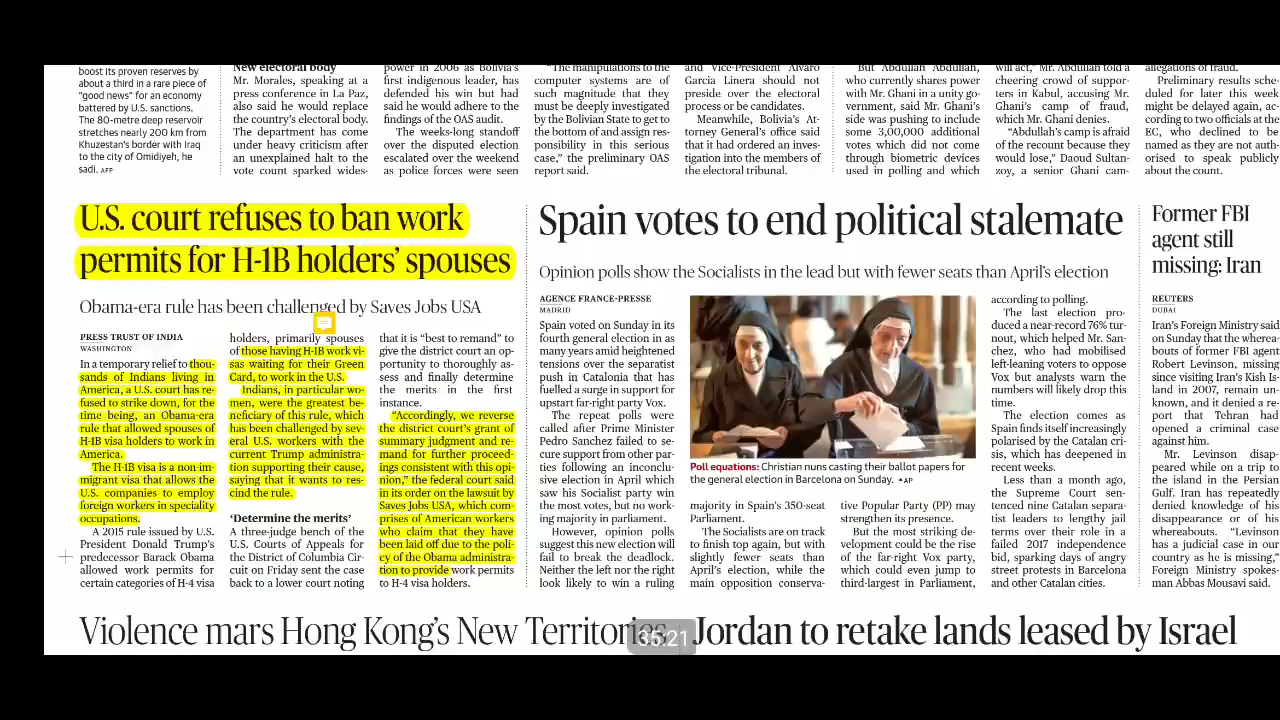 boost its proven reserves by
about a third in a rare piece of
"good news" for an economy
battered by U.S. sanctions.
The 80-metre deep reservoir
stretches nearly 200 km from
Khuzestan's border with Iraq
to the city of Omidiyeh, he
sadi. AFP
New electoral body
Mr. Morales, speaking at a
press conference in La Paz,
also said he would replace
the country's electoral body.
The department has come
under heavy criticism after
an unexplained halt to the
vote count sparked wides-
power in 2006 as Bolivia's
first indigenous leader, has
defended his win but had
said he would adhere to the
findings of the OAS audit.
The weeks-long standoff
over the disputed election
escalated over the weekend
as police forces were seen
"The manipulations to the
computer systems are of
such magnitude that they
must be deeply investigated
by the Bolivian State to get to
the bottom of and assign res-
ponsibility in this serious
case," the preliminary OAS
report said.
and Vice-President Alvaro
Garcia Linera should not
preside over the electoral
process or be candidates.
Meanwhile, Bolivia's At-
torney General's office said
that it had ordered an inves-
tigation into the members of
the electoral tribunal.
But Abdullah Abdullah,
who currently shares power
with Mr. Ghani in a unity go-
vernment, said Mr. Ghani's
side was pushing to include
some 3,00,000 additional
votes which did not come
through biometric devices
used in polling and which
will act," Mr. Abdullah told a
cheering crowd of suppor-
ters in Kabul, accusing Mr.
Ghani's camp of fraud,
which Mr. Ghani denies.
"Abdullah's camp is afraid
of the recount because they
would lose," Daoud Sultan-
zoy, a senior Ghani cam-
allegations of fraud.
Preliminary results sche-
duled for later this week
might be delayed again, ac-
cording to two officials at the
EC, who declined to be
named as they are not auth-
orised to speak publicly
about the count.
U.S. court refuses to ban work
permits for H-1B holders' spouses
Obama-era rule has been challenged by Saves Jobs USA
PRESS TRUST OF INDIA
WASHINGTON
In a temporary relief to thou-
sands of Indians living in
America, a U.S. court has re-
fused to strike down, for the
time being, an Obama-era
rule that allowed spouses of
H-1B visa holders to work in
America.
The H-1B visa is a non-im-
migrant visa that allows the
U.S. companies to employ
foreign workers in speciality
occupations.
A 2015 rule issued by U.S.
President Donald Trump's
predecessor Barack Obama
allowed work permits for
certain categories of H-4 visa
holders, primarily spouses
of those having H-1B work vi-
sas waiting for their Green
Card, to work in the U.S.
Indians, in particular wo-
men, were the greatest be-
neficiary of this rule, which
has been challenged by sev-
eral U.S. workers with the
current Trump administra-
tion supporting their cause,
saying that it wants to res-
cind the rule.
'Determine the merits'
A three-judge bench of the
U.S. Courts of Appeals for
the District of Columbia Cir-
cuit on Friday sent the case
back to a lower court noting
that it is "best to remand" to
give the district court an op-
portunity to thoroughly as-
sess and finally determine
the merits in the first
instance.
"Accordingly, we reverse
the district court's grant of
summary judgment and re-
mand for further proceed-
ings consistent with this opi-
nion," the federal court said
in its order on the lawsuit by
Saves Jobs USA, which com-
prises of American workers
who claim that they have
been laid off due to the poli-
cy of the Obama administra-
tion to provide work permits
to H-4 visa holders.
Spain votes to end political stalemate
Opinion polls show the Socialists in the lead but with fewer seats than April's election
AGENCE FRANCE-PRESSE
MADRID
Spain voted on Sunday in its
fourth general election in as
many years amid heightened
tensions over the separatist
push in Catalonia that has
fuelled a surge in support for
upstart far-right party Vox.
The repeat polls were
called after Prime Minister
Pedro Sanchez failed to se-
cure support from other par-
ties following an inconclu-
sive election in April which
saw his Socialist party win
the most votes, but no work-
ing majority in parliament.
However, opinion polls
suggest this new election will
fail to break the deadlock.
Neither the left nor the right
look likely to win a ruling
Poll equations: Christian nuns casting their ballot papers for
the general election in Barcelona on Sunday. • AP
majority in Spain's 350-seat
Parliament.
The Socialists are on track
to finish top again, but with
slightly fewer seats than
April's election, while the
main opposition conserva-
tive Popular Party (PP) may
strengthen its presence.
But the most striking de-
velopment could be the rise
of the far-right Vox party,
which could even jump to
third-largest in Parliament,
according to polling.
The last election pro-
duced a near-record 76% tur-
nout, which helped Mr. San-
chez, who had mobilised
left-leaning voters to oppose
Vox but analysts warn the
numbers will likely drop this
time.
The election comes as
Spain finds itself increasingly
polarised by the Catalan cri-
sis, which has deepened in
recent weeks.
Less than a month ago,
the Supreme Court sen-
tenced nine Catalan separa-
tist leaders to lengthy jail
terms over their role in a
failed 2017 independence
bid, sparking days of angry
street protests in Barcelona
and other Catalan cities.
Former FBI
agent still
missing: Iran
REUTERS
DUBAI
Iran's Foreign Ministry said
on Sunday that the wherea-
bouts of former FBI agent
Robert Levinson, missing
since visiting Iran's Kish Is-
land in 2007, remain un-
known, and it denied a re-
port that Tehran had
opened a criminal case
against him.
Mr. Levinson disap-
peared while on a trip to
the island in the Persian
Gulf. Iran has repeatedly
denied knowledge of his
disappearance or of his
whereabouts. "Levinson
has a judicial case in our
country as he is missing,"
Foreign Ministry spokes-
man Abbas Mousavi said.
Violence mars Hong Kong's New Territories
Jordan to retake lands leased by Israel
35:21